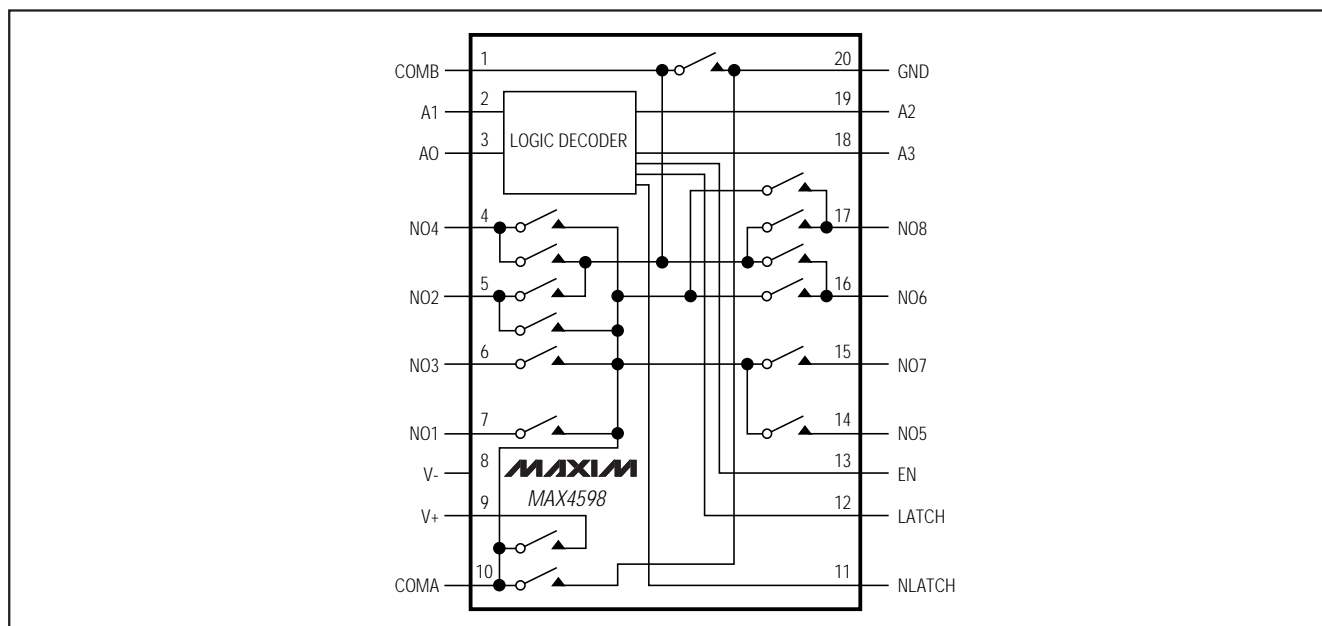 COMB 1 20 GND
A1 2 19 A2
LOGIC DECODER
AO 3 18 A3
NO4 4 17 NO8
NO2 5 16 NO6
NO3 6 15 NO7
NO1 7 14 NO5
V- 8 13 EN
MAXIM
MAX4598
V+ 9 12 LATCH
COMA 10 11 NLATCH